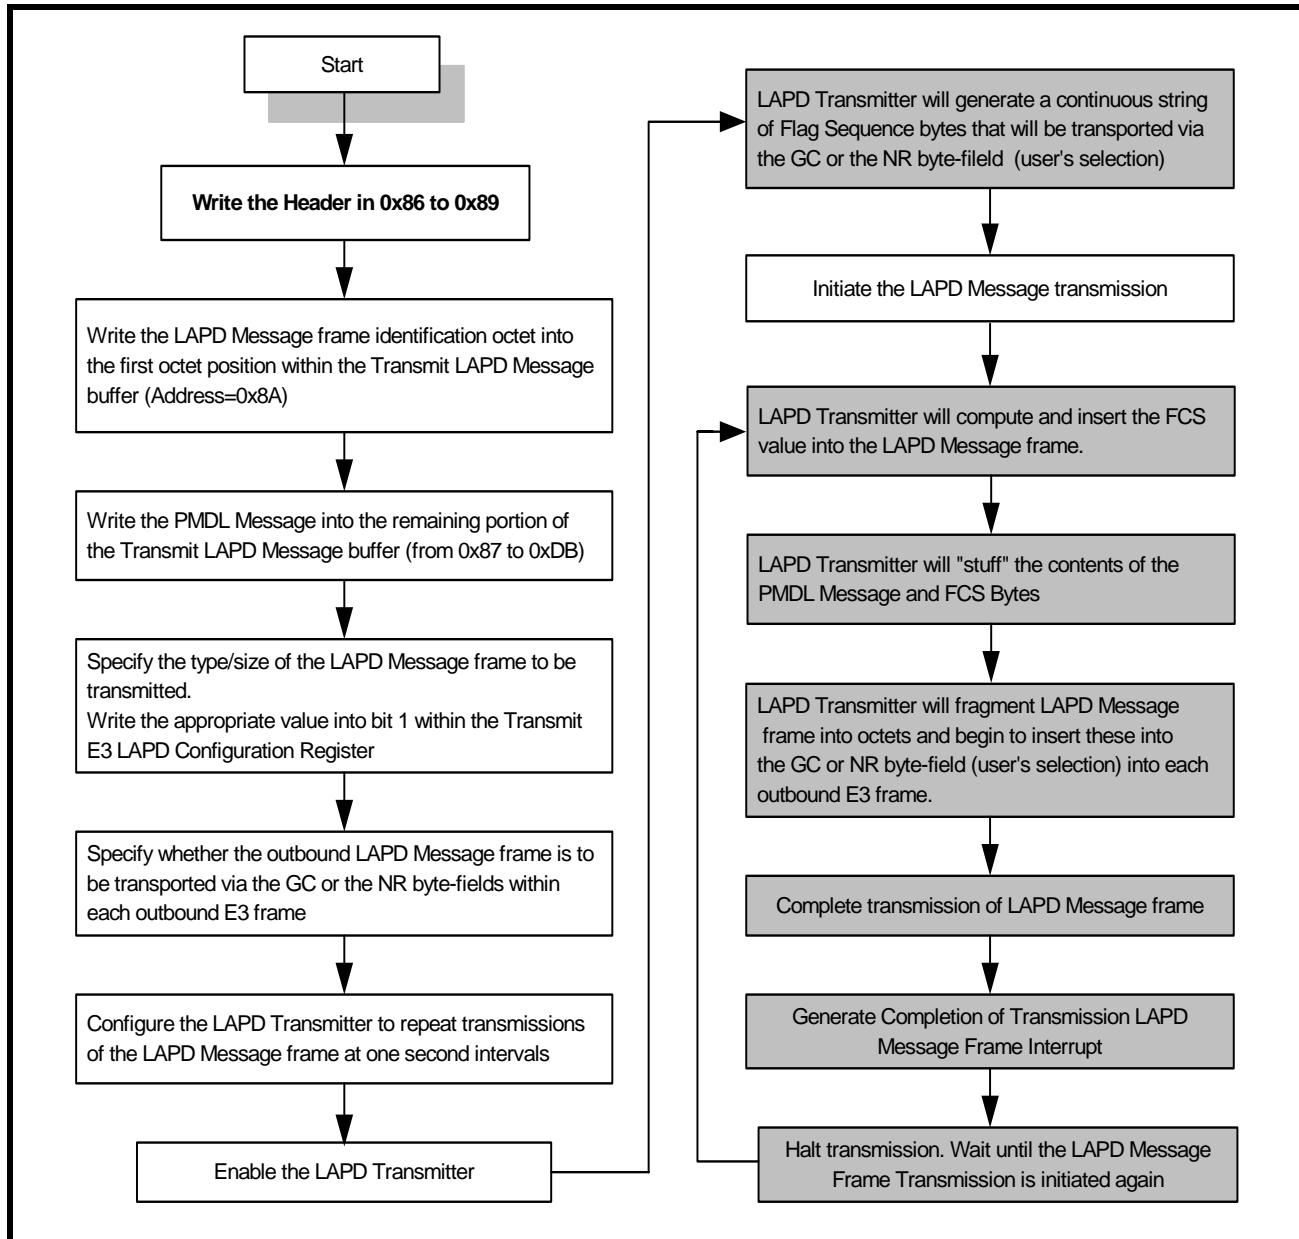 Start
Write the Header in 0x86 to 0x89
Write the LAPD Message frame identification octet into
the first octet position within the Transmit LAPD Message
buffer (Address=0x8A)
Write the PMDL Message into the remaining portion of
the Transmit LAPD Message buffer (from 0x87 to 0xDB)
Specify the type/size of the LAPD Message frame to be
transmitted.
Write the appropriate value into bit 1 within the Transmit
E3 LAPD Configuration Register
Specify whether the outbound LAPD Message frame is to
be transported via the GC or the NR byte-fields within
each outbound E3 frame
Configure the LAPD Transmitter to repeat transmissions
of the LAPD Message frame at one second intervals
Enable the LAPD Transmitter
LAPD Transmitter will generate a continuous string
of Flag Sequence bytes that will be transported via
the GC or the NR byte-fileld (user's selection)
Initiate the LAPD Message transmission
LAPD Transmitter will compute and insert the FCS
value into the LAPD Message frame.
LAPD Transmitter will "stuff" the contents of the
PMDL Message and FCS Bytes
LAPD Transmitter will fragment LAPD Message
frame into octets and begin to insert these into
the GC or NR byte-field (user's selection) into each
outbound E3 frame.
Complete transmission of LAPD Message frame
Generate Completion of Transmission LAPD
Message Frame Interrupt
Halt transmission. Wait until the LAPD Message
Frame Transmission is initiated again